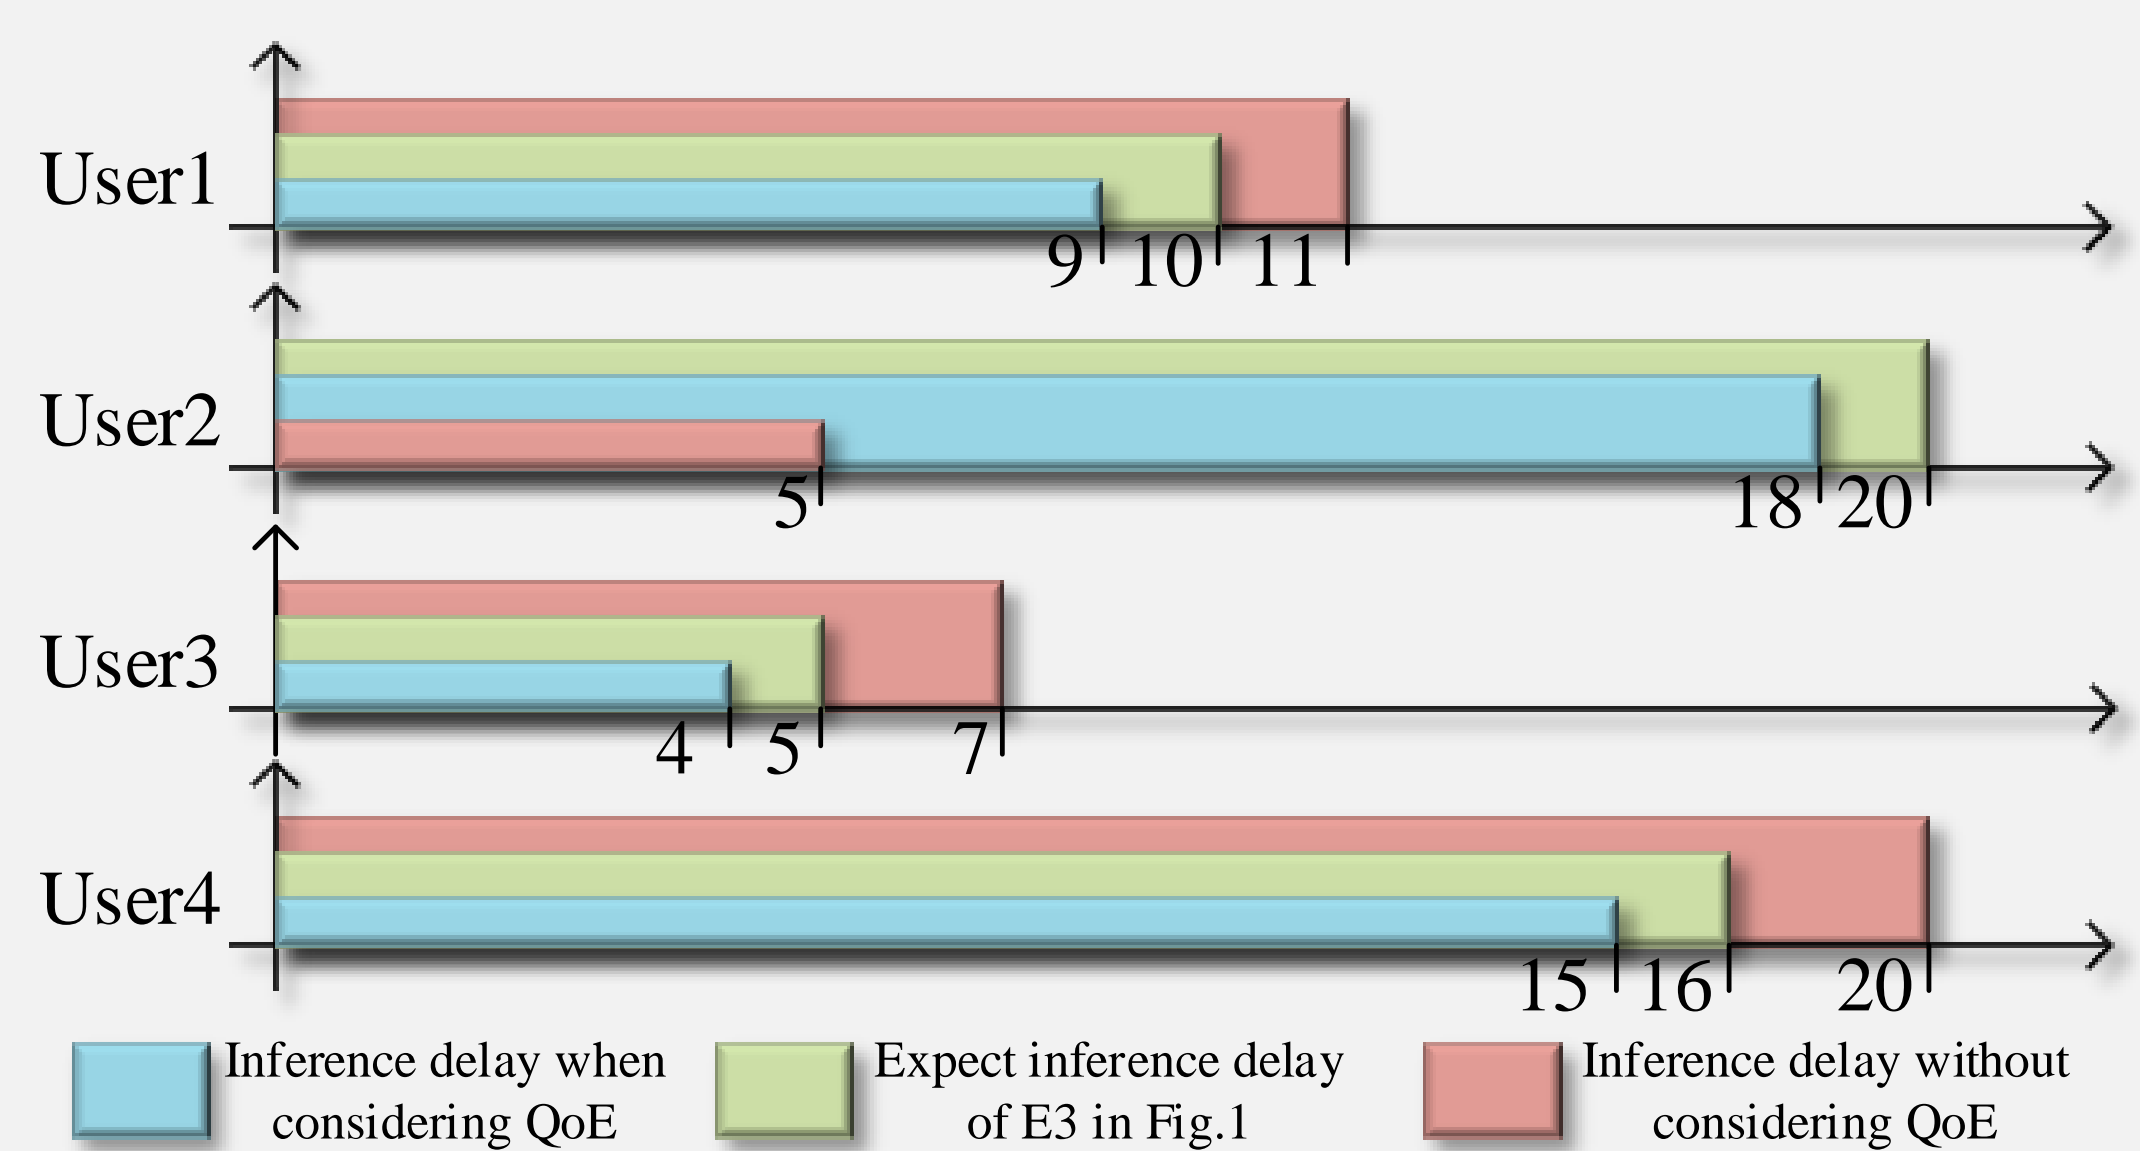 User1
9 10 11
User2
5 18 20
User3
4 5 7
User4
15 16 20
Inference delay when
considering QoE
Expect inference delay
of E3 in Fig.1
Inference delay without
considering QoE